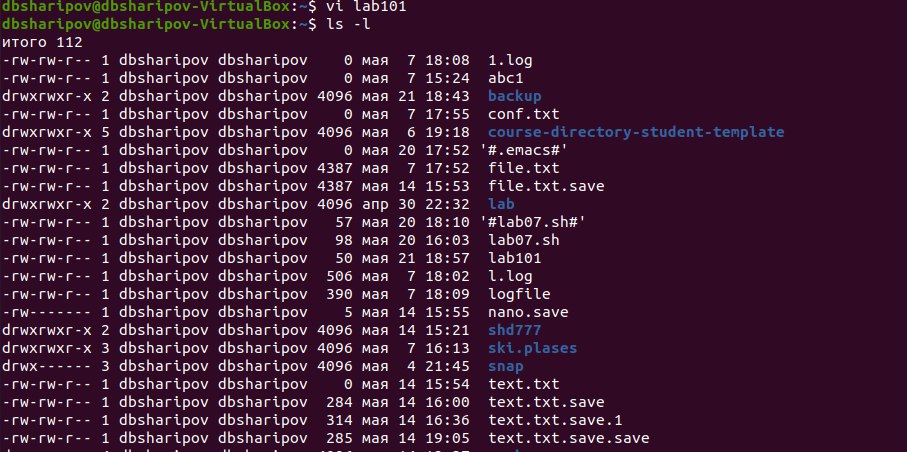 dbsharipov@dbsharipov-VirtualBox:~$ vi lab101
dbsharipov@dbsharipov-VirtualBox:~$ ls -l
итого 112
-rw-rw-r-- 1 dbsharipov dbsharipov    0 мая  7 18:08  1.log
-rw-rw-r-- 1 dbsharipov dbsharipov    0 мая  7 15:24  abc1
drwxrwxr-x 2 dbsharipov dbsharipov 4096 мая 21 18:43  backup
-rw-rw-r-- 1 dbsharipov dbsharipov    0 мая  7 17:55  conf.txt
drwxrwxr-x 5 dbsharipov dbsharipov 4096 мая  6 19:18  course-directory-student-template
-rw-rw-r-- 1 dbsharipov dbsharipov    0 мая 20 17:52 '#.emacs#'
-rw-rw-r-- 1 dbsharipov dbsharipov 4387 мая  7 17:52  file.txt
-rw-rw-r-- 1 dbsharipov dbsharipov 4387 мая 14 15:53  file.txt.save
drwxrwxr-x 2 dbsharipov dbsharipov 4096 апр 30 22:32  lab
-rw-rw-r-- 1 dbsharipov dbsharipov   57 мая 20 18:10 '#lab07.sh#'
-rw-rw-r-- 1 dbsharipov dbsharipov   98 мая 20 16:03  lab07.sh
-rw-rw-r-- 1 dbsharipov dbsharipov   50 мая 21 18:57  lab101
-rw-rw-r-- 1 dbsharipov dbsharipov  506 мая  7 18:02  l.log
-rw-rw-r-- 1 dbsharipov dbsharipov  390 мая  7 18:09  logfile
-rw------- 1 dbsharipov dbsharipov    5 мая 14 15:55  nano.save
drwxrwxr-x 2 dbsharipov dbsharipov 4096 мая 14 15:21  shd777
drwxrwxr-x 3 dbsharipov dbsharipov 4096 мая  7 16:13  ski.plases
drwx------ 3 dbsharipov dbsharipov 4096 мая  4 21:45  snap
-rw-rw-r-- 1 dbsharipov dbsharipov    0 мая 14 15:54  text.txt
-rw-rw-r-- 1 dbsharipov dbsharipov  284 мая 14 16:00  text.txt.save
-rw-rw-r-- 1 dbsharipov dbsharipov  314 мая 14 16:36  text.txt.save.1
-rw-rw-r-- 1 dbsharipov dbsharipov  285 мая 14 19:05  text.txt.save.save